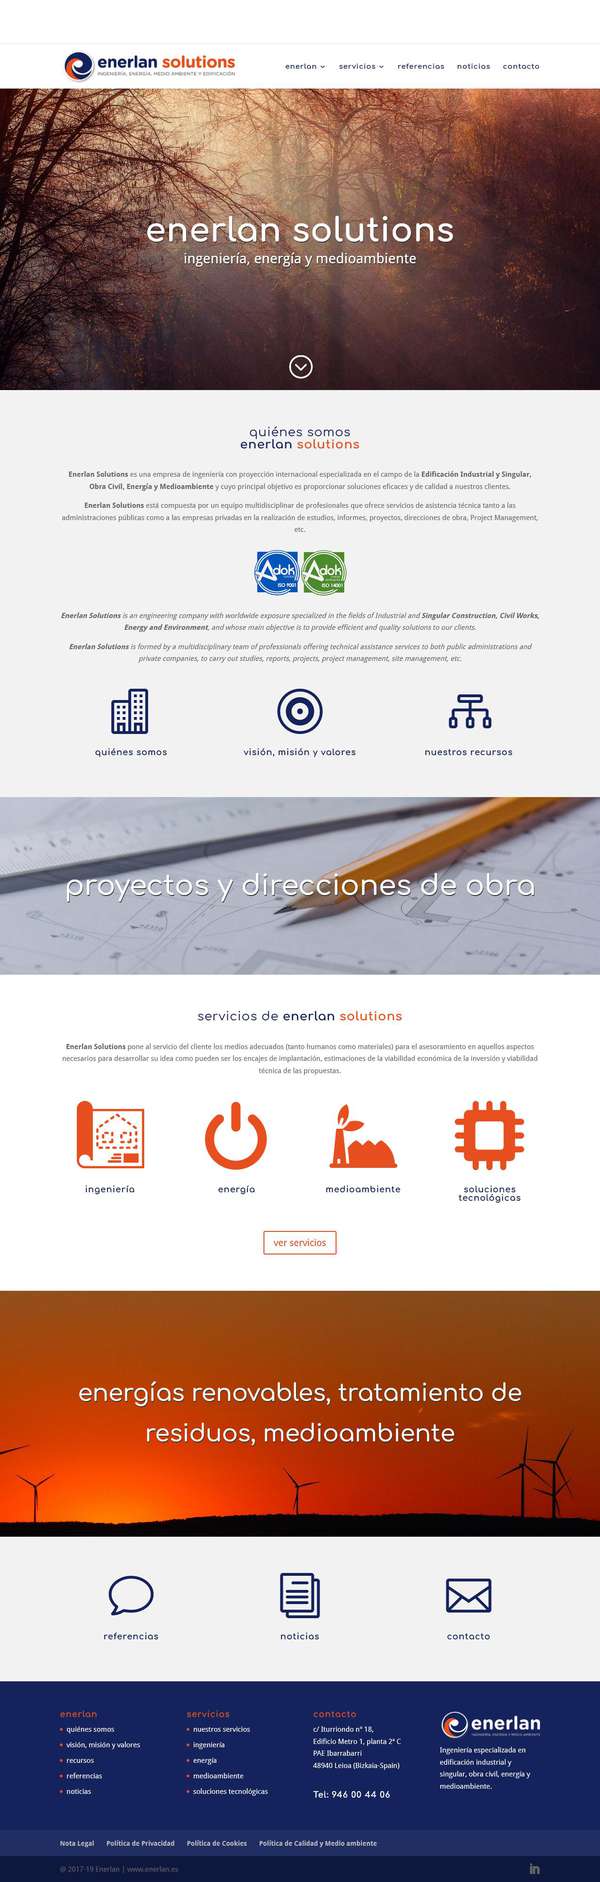 enerlan solutions
INGENIERÍA, ENERGÍA, MEDIO AMBIENTE Y EDIFICACIÓN
enerlan servicios referencias noticias contacto
enerlan solutions
ingeniería, energía y medioambiente
quiénes somos
enerlan solutions
Enerlan Solutions es una empresa de ingeniería con proyección internacional especializada en el campo de la Edificación Industrial y Singular,
Obra Civil, Energía y Medioambiente y cuyo principal objetivo es proporcionar soluciones eficaces y de calidad a nuestros clientes.
Enerlan Solutions está compuesta por un equipo multidisciplinar de profesionales que ofrece servicios de asistencia técnica tanto a las
administraciones públicas como a las empresas privadas en la realización de estudios, informes, proyectos, direcciones de obra, Project Management,
etc.
Adok Adok
ISO 9001 ISO 14001
Enerlan Solutions is an engineering company with worldwide exposure specialized in the fields of Industrial and Singular Construction, Civil Works,
Energy and Environment, and whose main objective is to provide efficient and quality solutions to our clients.
Enerlan Solutions is formed by a multidisciplinary team of professionals offering technical assistance services to both public administrations and
private companies, to carry out studies, reports, projects, project management, site management, etc.
quiénes somos visión, misión y valores nuestros recursos
proyectos y direcciones de obra
servicios de enerlan solutions
Enerlan Solutions pone al servicio del cliente los medios adecuados (tanto humanos como materiales) para el asesoramiento en aquellos aspectos
necesarios para desarrollar su idea como pueden ser los encajes de implantación, estimaciones de la viabilidad económica de la inversión y viabilidad
técnica de las propuestas.
ingeniería energía medioambiente soluciones
tecnológicas
ver servicios
energías renovables, tratamiento de
residuos, medioambiente
referencias noticias contacto
enerlan
quiénes somos
visión, misión y valores
recursos
referencias
noticias
servicios
nuestros servicios
ingeniería
energía
medioambiente
soluciones tecnológicas
contacto
c/ Iturriondo nº 18,
Edificio Metro 1, planta 2ª C
PAE Ibarrabarri
48940 Leioa (Bizkaia-Spain)
Tel: 946 00 44 06
enerlan
Ingeniería especializada en
edificación industrial y
singular, obra civil, energía y
medioambiente.
Nota Legal Política de Privacidad Política de Cookies Política de Calidad y Medio ambiente
@ 2017-19 Enerlan | www.enerlan.es
in